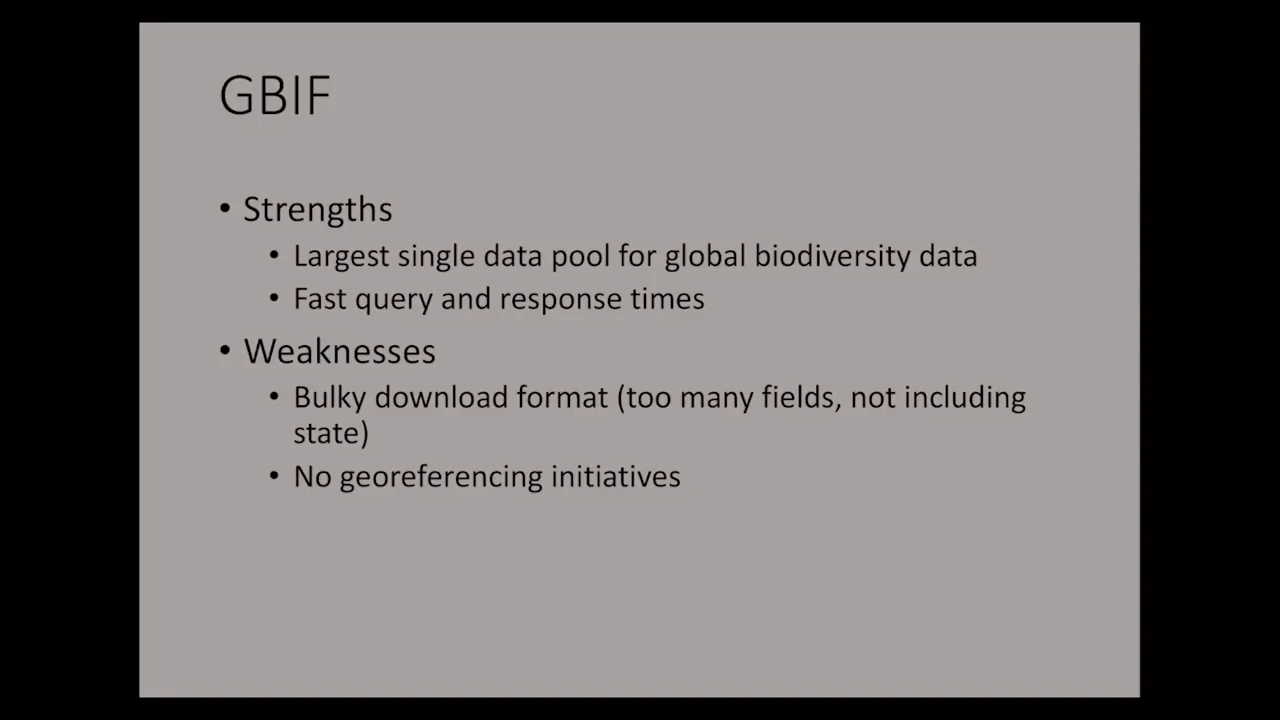 GBIF
• Strengths
• Largest single data pool for global biodiversity data
• Fast query and response times
• Weaknesses
• Bulky download format (too many fields, not including
state)
• No georeferencing initiatives